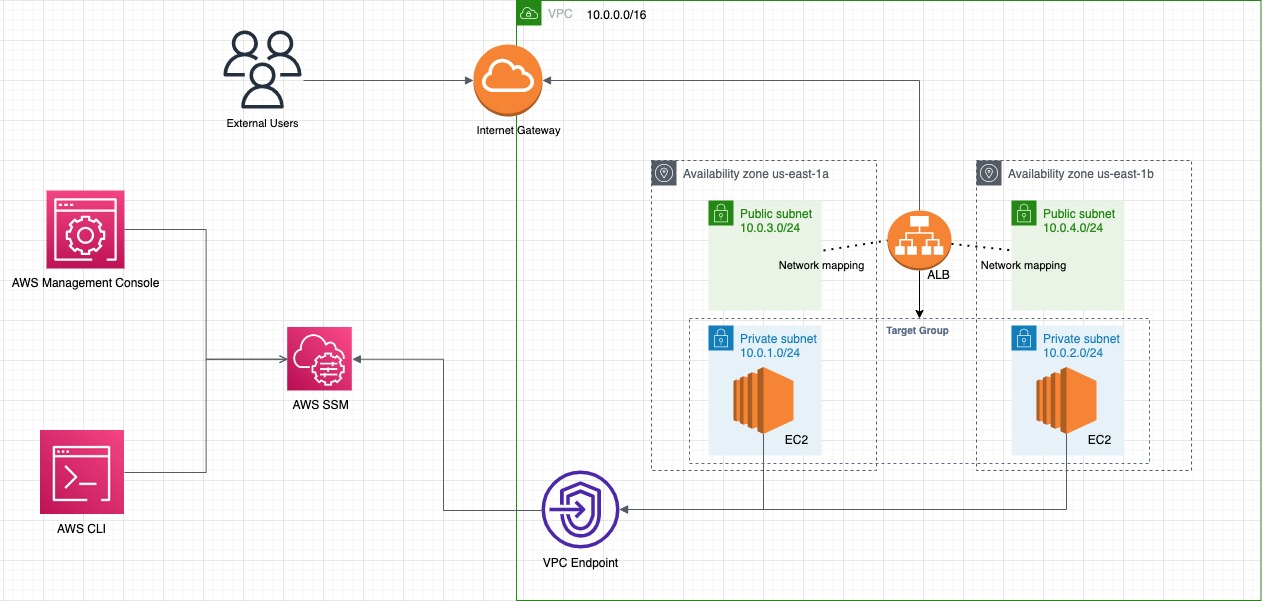 VPC 10.0.0.0/16
External Users
Internet Gateway
Availability zone us-east-1a
Availability zone us-east-1b
Public subnet
10.0.3.0/24
Public subnet
10.0.4.0/24
Network mapping
Network mapping
ALB
AWS Management Console
Target Group
Private subnet
10.0.1.0/24
Private subnet
10.0.2.0/24
AWS SSM
EC2
EC2
AWS CLI
VPC Endpoint